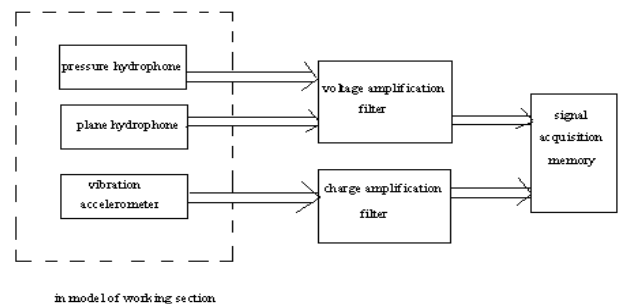 pressure hydrophone
plane hydrophone
vibration
accelerometer
voltage amplification
filter
charge amplification
filter
signal
acquisition
memory
in model of working section